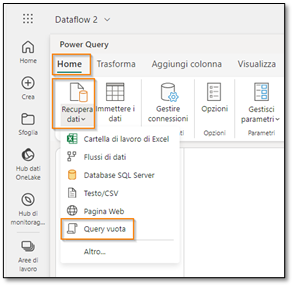 Dataflow 2
Power Query
Home
Home
Trasforma
Aggiungi colonna
Visualizza
Crea
Recupera dati
Immettere i dati
Gestire connessioni
Opzioni
Gestisci parametri
Sfoglia
Opzioni
Parametri
Cartella di lavoro di Excel
Hub dati OneLake
Flussi di dati
Database SQL Server
Testo/CSV
Hub di monitorag...
Pagina Web
Query vuota
Aree di lavoro
Altro...